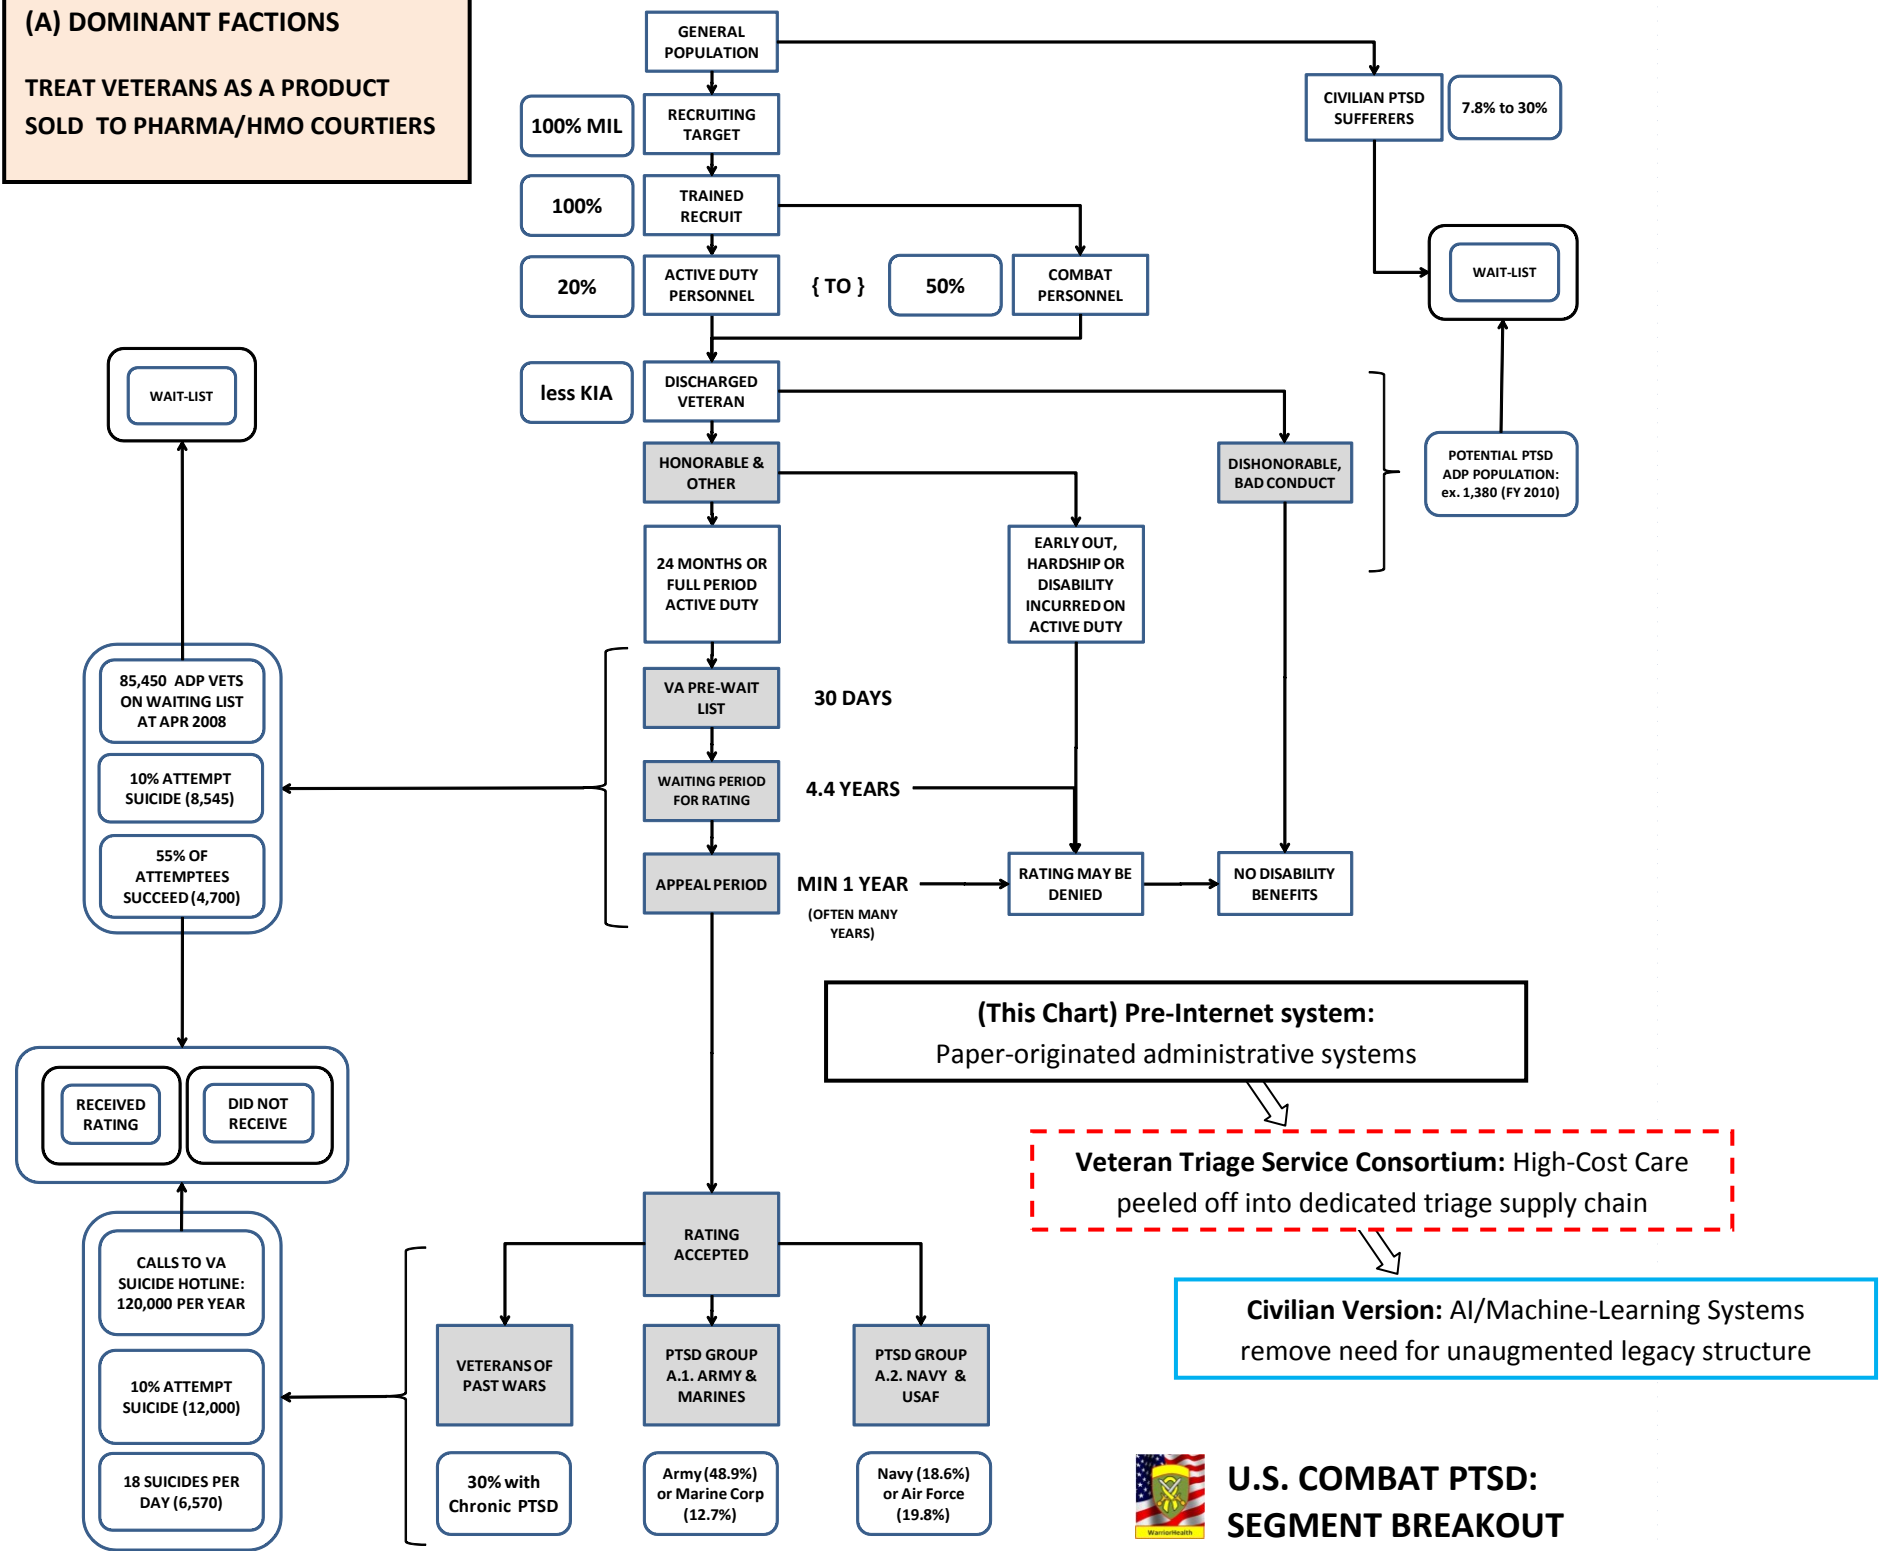 (A) DOMINANT FACTIONS
TREAT VETERANS AS A PRODUCT
SOLD TO PHARMA/HMO COURTIERS
GENERAL
POPULATION
CIVILIAN PTSD
SUFFERERS
7.8% to 30%
100% MIL
RECRUITING
TARGET
100%
TRAINED
RECRUIT
20%
ACTIVE DUTY
PERSONNEL
{ TO }
50%
COMBAT
PERSONNEL
WAIT-LIST
less KIA
DISCHARGED
VETERAN
WAIT-LIST
HONORABLE &
OTHER
DISHONORABLE,
BAD CONDUCT
POTENTIAL PTSD
ADP POPULATION:
ex. 1,380 (FY 2010)
24 MONTHS OR
FULL PERIOD
ACTIVE DUTY
EARLY OUT,
HARDSHIP OR
DISABILITY
INCURRED ON
ACTIVE DUTY
85,450 ADP VETS
ON WAITING LIST
AT APR 2008
10% ATTEMPT
SUICIDE (8,545)
55% OF
ATTEMPTEES
SUCCEED (4,700)
VA PRE-WAIT
LIST
30 DAYS
WAITING PERIOD
FOR RATING
4.4 YEARS
APPEAL PERIOD
MIN 1 YEAR
(OFTEN MANY
YEARS)
RATING MAY BE
DENIED
NO DISABILITY
BENEFITS
(This Chart) Pre-Internet system:
Paper-originated administrative systems
RECEIVED
RATING
DID NOT
RECEIVE
Veteran Triage Service Consortium: High-Cost Care
peeled off into dedicated triage supply chain
RATING
ACCEPTED
CALLS TO VA
SUICIDE HOTLINE:
120,000 PER YEAR
10% ATTEMPT
SUICIDE (12,000)
18 SUICIDES PER
DAY (6,570)
Civilian Version: AI/Machine-Learning Systems
remove need for unaugmented legacy structure
VETERANS OF
PAST WARS
PTSD GROUP
A.1. ARMY &
MARINES
PTSD GROUP
A.2. NAVY &
USAF
30% with
Chronic PTSD
Army (48.9%)
or Marine Corp
(12.7%)
Navy (18.6%)
or Air Force
(19.8%)
WarriorHealth
U.S. COMBAT PTSD:
SEGMENT BREAKOUT